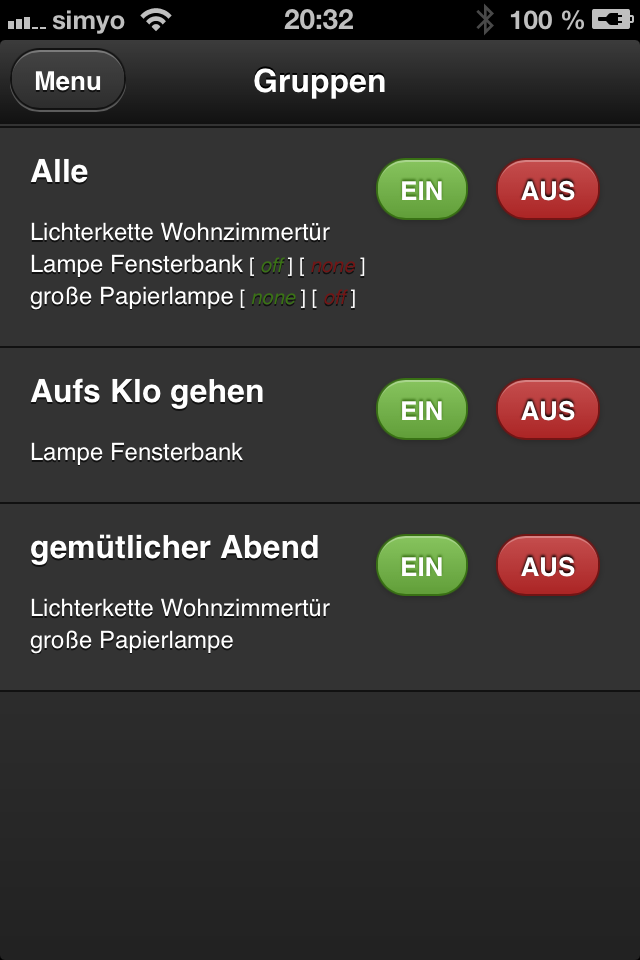 simyo 20:32 100 %
Menu Gruppen
Alle EIN AUS
Lichterkette Wohnzimmertür
Lampe Fensterbank [ off ] [ none ]
große Papierlampe [ none ] [ off ]
Aufs Klo gehen EIN AUS
Lampe Fensterbank
gemütlicher Abend EIN AUS
Lichterkette Wohnzimmertür
große Papierlampe